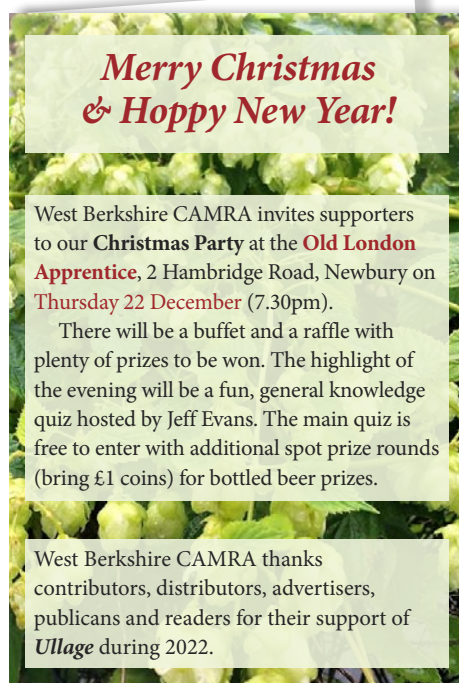 Merry Christmas
& Hoppy New Year!
West Berkshire CAMRA invites supporters
to our Christmas Party at the Old London
Apprentice, 2 Hambridge Road, Newbury on
Thursday 22 December (7.30pm).
There will be a buffet and a raffle with
plenty of prizes to be won. The highlight of
the evening will be a fun, general knowledge
quiz hosted by Jeff Evans. The main quiz is
free to enter with additional spot prize rounds
(bring £1 coins) for bottled beer prizes.
West Berkshire CAMRA thanks
contributors, distributors, advertisers,
publicans and readers for their support of
Ullage during 2022.